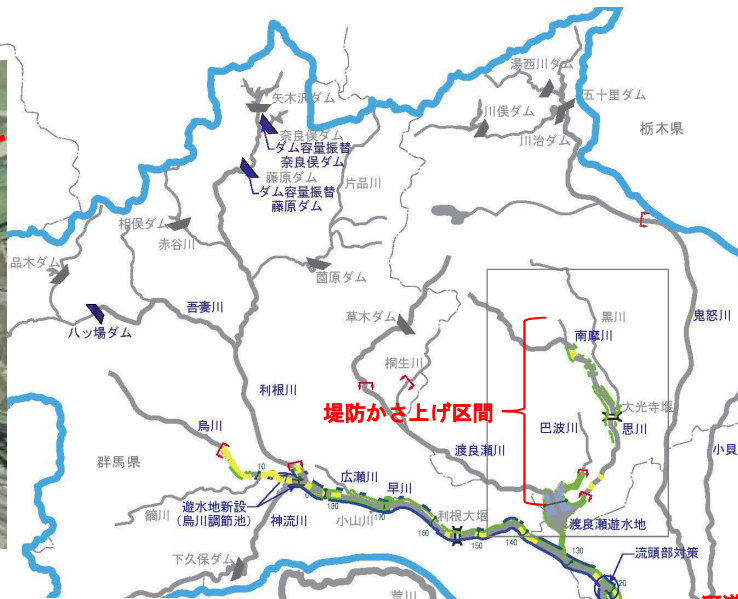 湯西川ダム
矢木沢ダム
川俣ダム
五十里ダム
栃木県
奈良俣ダム
ダム容量振替
奈良俣ダム
川治ダム
藤原ダム
ダム容量振替
藤原ダム
片品川
相俣ダム
赤谷川
品木ダム
薗原ダム
吾妻川
八ッ場ダム
草木ダム
黒川
南摩川
鬼怒川
桐生川
利根川
堤防かさ上げ区間
大光寺堰
烏川
巴波川
思川
渡良瀬川
小貝
群馬県
10
広瀬川
早川
遊水地新設
(烏川調節池)
鏑川
神流川
180
小山川
170
利根大堰
160
150
140
渡良瀬遊水地
130
流頭部対策
下久保ダム
120
荒川